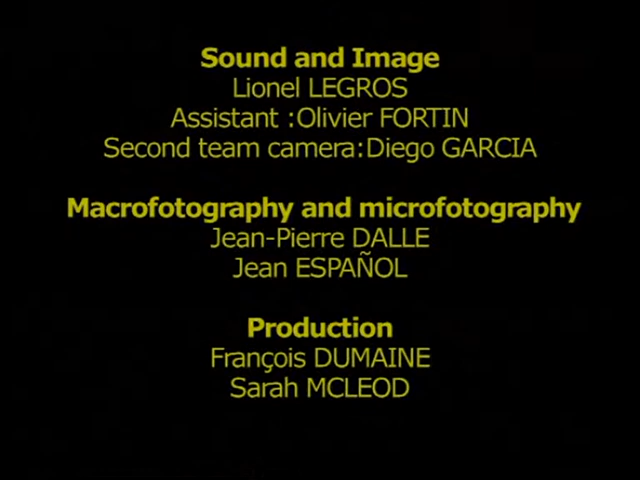 Sound and Image
Lionel LEGROS
Assistant :Olivier FORTIN
Second team camera:Diego GARCIA
Macrofotography and microfotography
Jean-Pierre DALLE
Jean ESPAÑOL
Production
François DUMAINE
Sarah MCLEOD